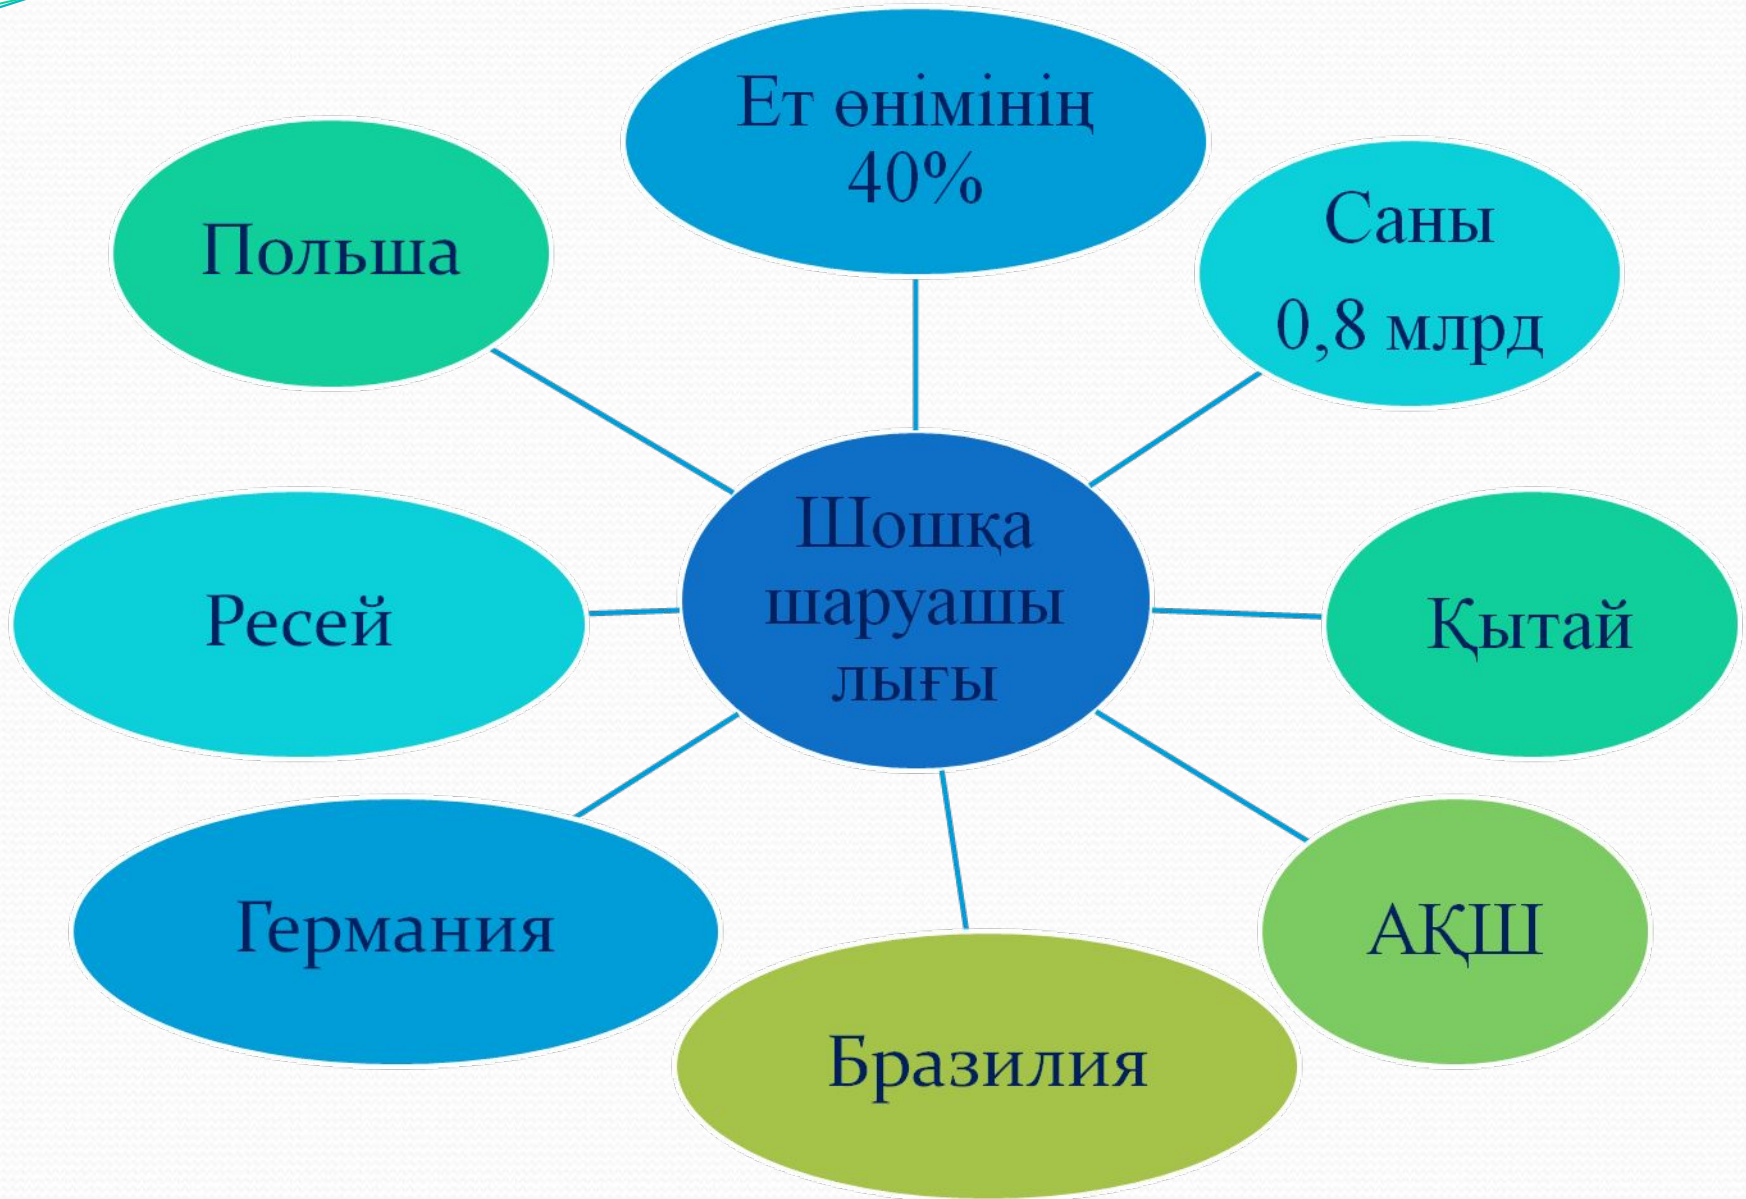 Ет өнімінің
40%
Саны
0,8 млрд
Польша
Шошқа
шаруашы
лығы
Ресей
Қытай
Германия
АҚШ
Бразилия